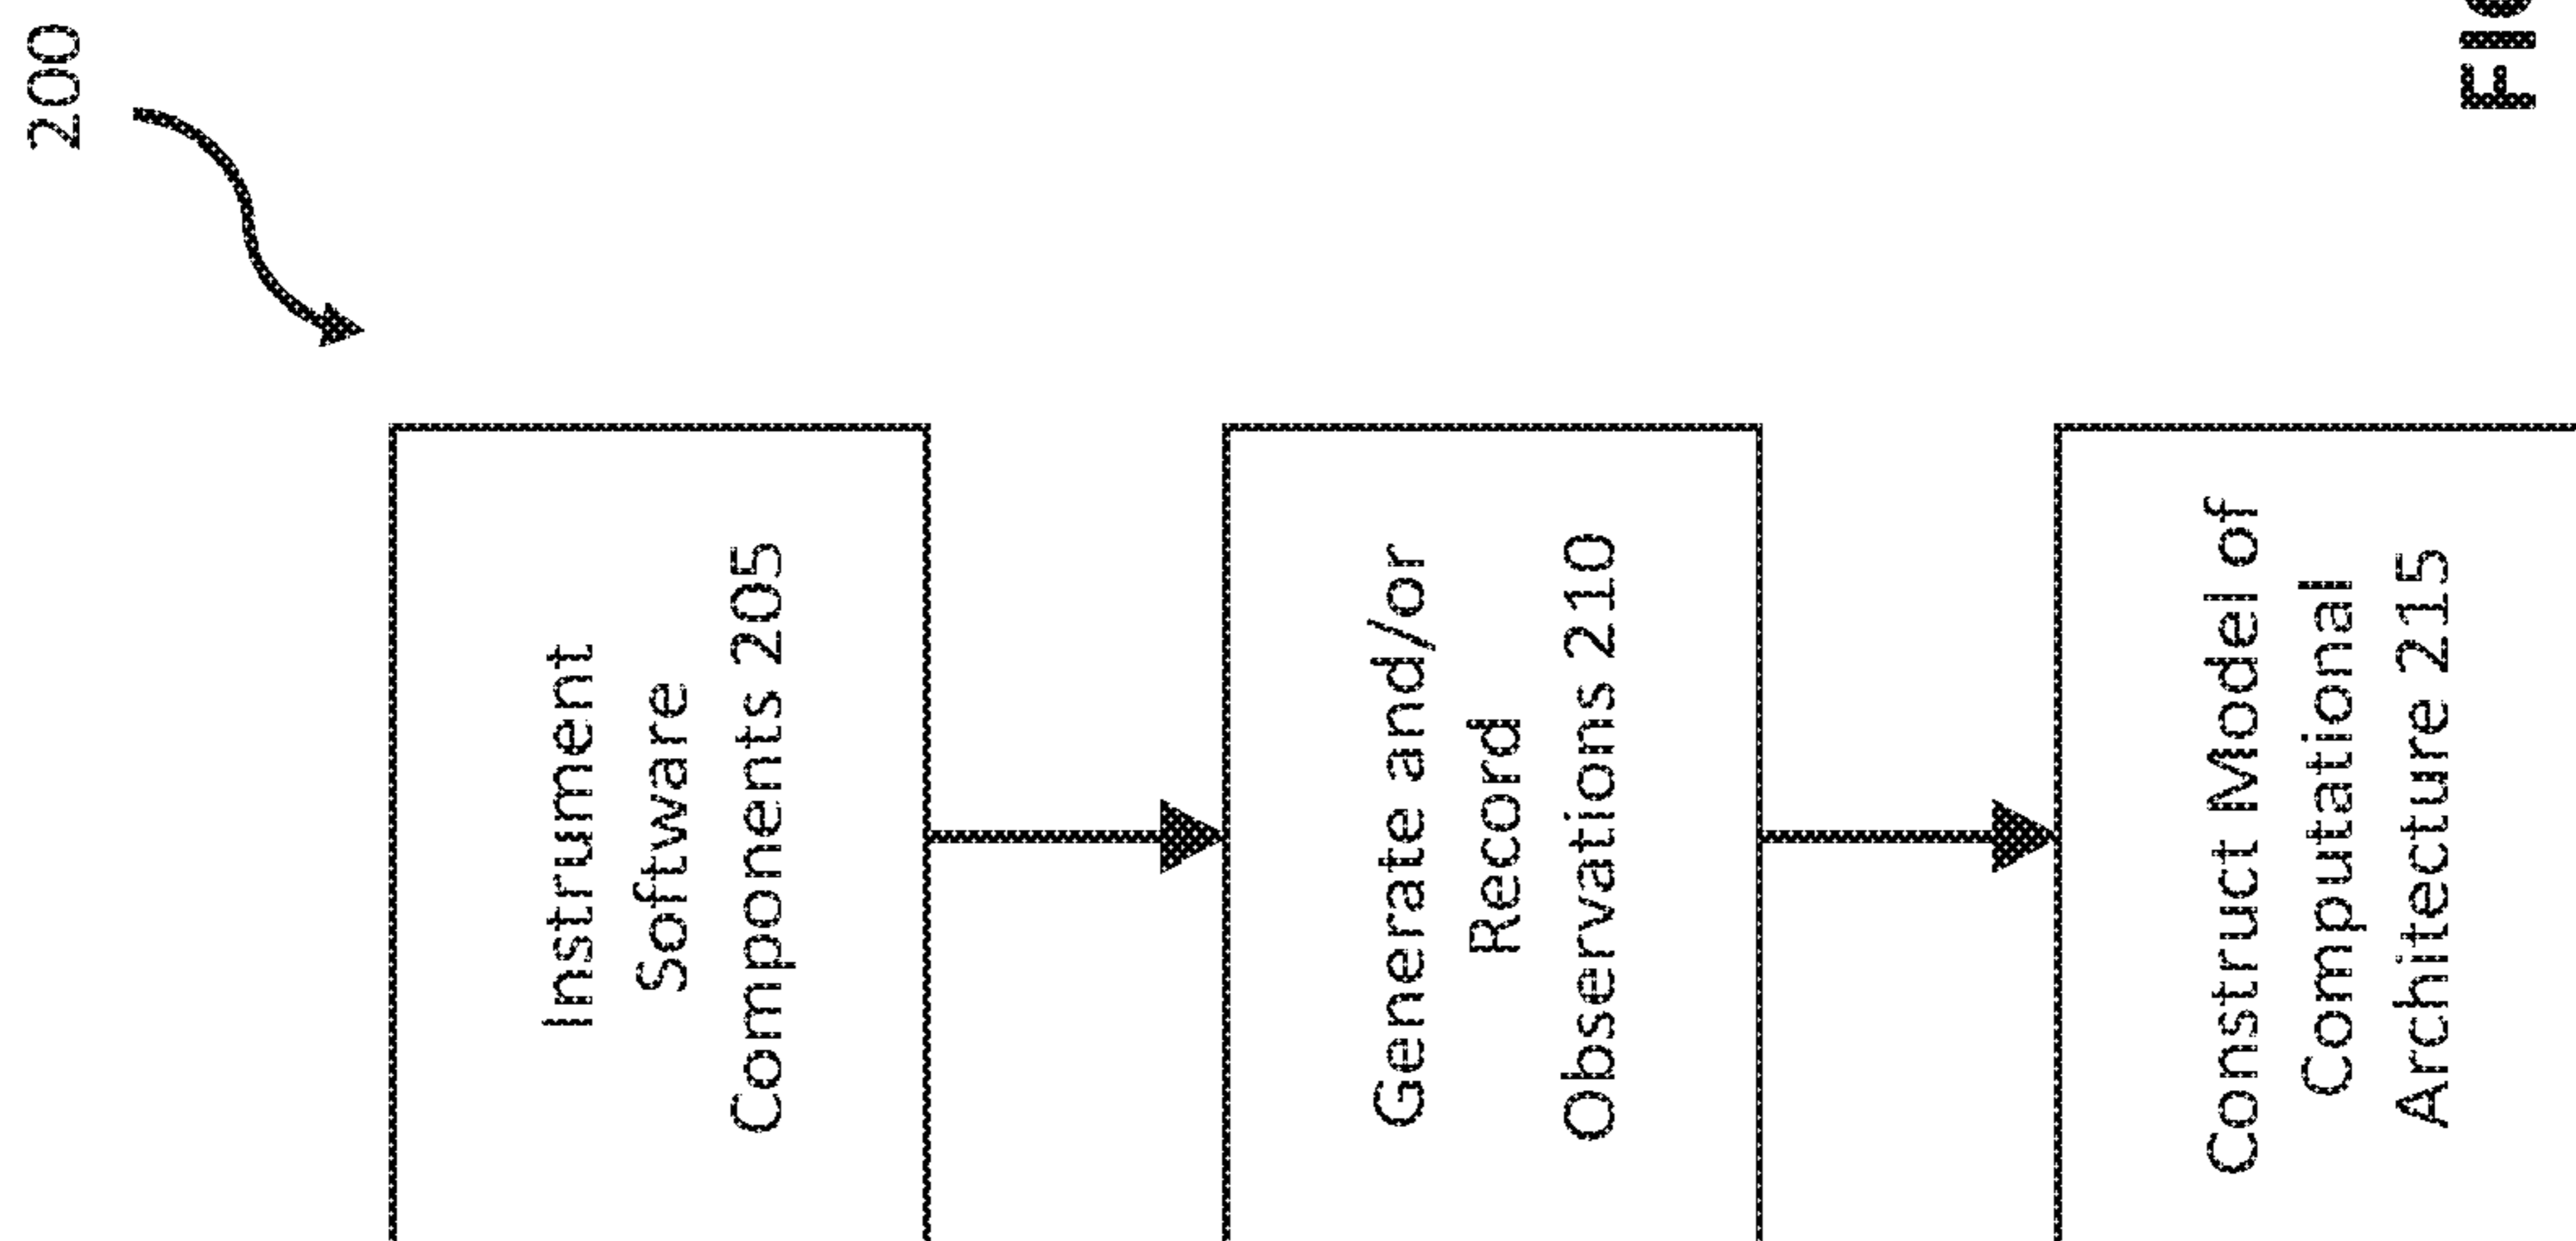 200
Instrument
Software
Components 205
Generate and/or
Record
Observations 210
Construct Model of
Computational
Architecture 215